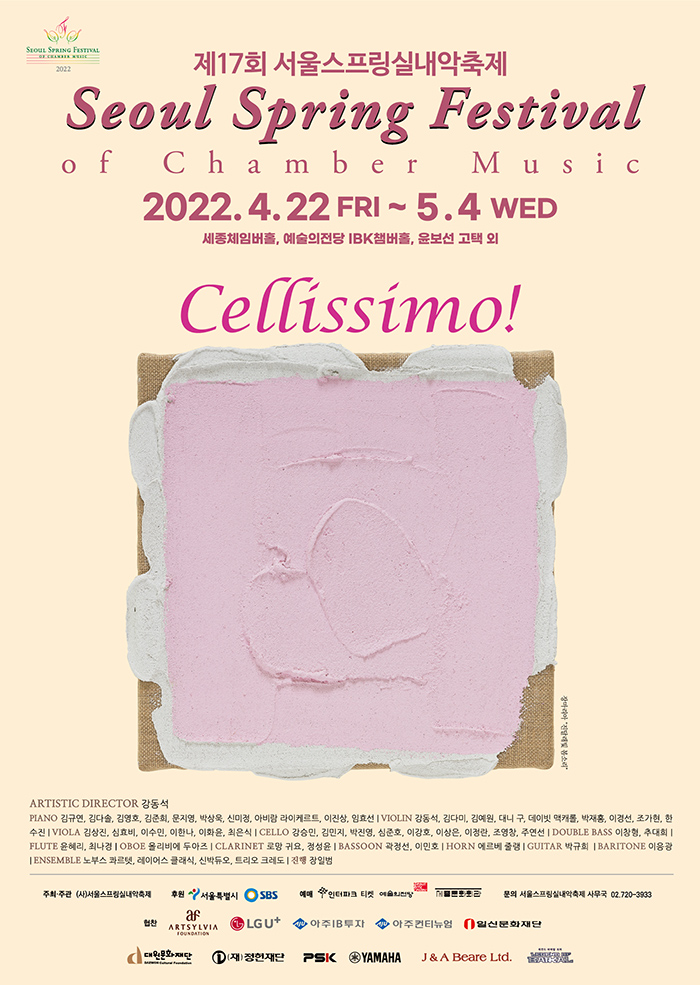 SEOUL SPRING FESTIVAL
OF CHAMBER MUSIC
2022
제17회 서울스프링실내악축제
Seoul Spring Festival
of Chamber Music
2022. 4. 22 FRI ~ 5. 4 WED
세종체임버홀, 예술의전당 IBK챔버홀, 윤보선 고택 외
Cellissimo!
ARTISTIC DIRECTOR 강동석
PIANO 김규연, 김다솔, 김영호, 김준희, 문지영, 박상욱, 신미정, 아비람 라이케르트, 이진상, 임효선 | VIOLIN 강동석, 김다미, 김예원, 대니 구, 데이빗 맥캐롤, 박재홍, 이경선, 조가현, 한
수진 | VIOLA 김상진, 심효비, 이수민, 이한나, 이화윤, 최은식 | CELLO 강승민, 김민지, 박진영, 심준호, 이강호, 이상은, 이정란, 조영창, 주연선 | DOUBLE BASS 이창형, 추대희 |
FLUTE 윤혜리, 최나경 | OBOE 올리비에 두아즈 | CLARINET 로망 귀요, 정성윤 | BASSOON 곽정선, 이민호 | HORN 에르베 줄랭 | GUITAR 박규희 | BARITONE 이응광
| ENSEMBLE 노부스 콰르텟, 레이어스 클래식, 신박듀오, 트리오 크레도 | 진행 장일범
주최·주관 (사)서울스프링실내악축제 후원 서울특별시 SBS 예매 인터파크 티켓 예술의전당 문의 서울스프링실내악축제 사무국 02.720-3933
협찬 af ARTSYLVIA FOUNDATION LG U+ 아주IB투자 아주컨티뉴엄 일신문화재단
대원문화재단 DAEWON Cultural Foundation (재)정헌재단 PSK YAMAHA J & A Beare Ltd.